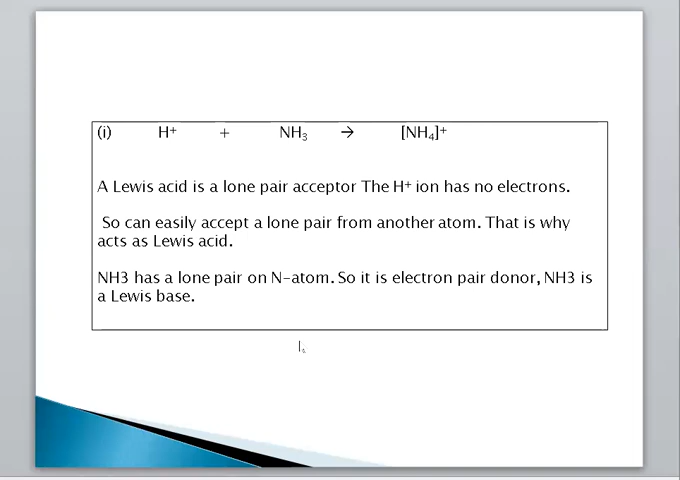 (i) H⁺ + NH₃ → [NH₄]⁺
A Lewis acid is a lone pair acceptor The H⁺ ion has no electrons.
So can easily accept a lone pair from another atom. That is why
acts as Lewis acid.
NH3 has a lone pair on N-atom. So it is electron pair donor, NH3 is
a Lewis base.